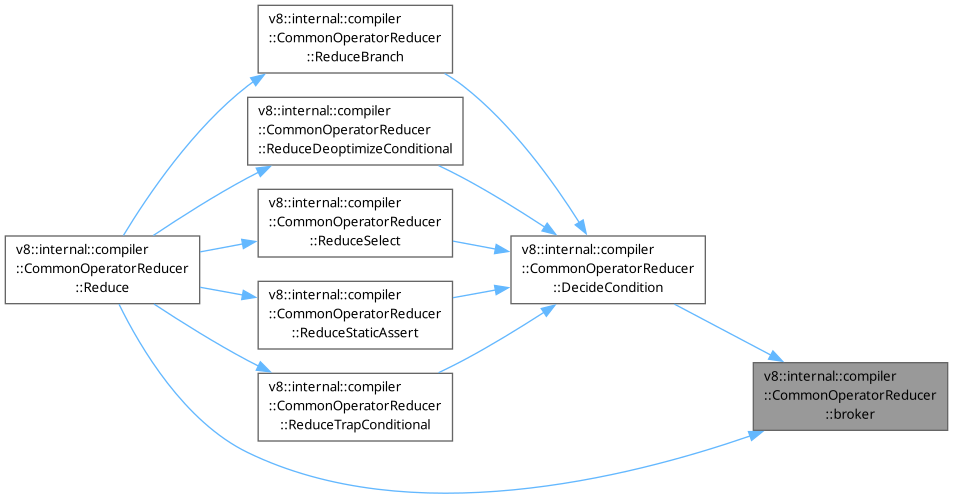 v8::internal::compiler
::CommonOperatorReducer
::ReduceBranch
v8::internal::compiler
::CommonOperatorReducer
::ReduceDeoptimizeConditional
v8::internal::compiler
::CommonOperatorReducer
::ReduceSelect
v8::internal::compiler
::CommonOperatorReducer
::Reduce
v8::internal::compiler
::CommonOperatorReducer
::DecideCondition
v8::internal::compiler
::CommonOperatorReducer
::ReduceStaticAssert
v8::internal::compiler
::CommonOperatorReducer
::broker
v8::internal::compiler
::CommonOperatorReducer
::ReduceTrapConditional